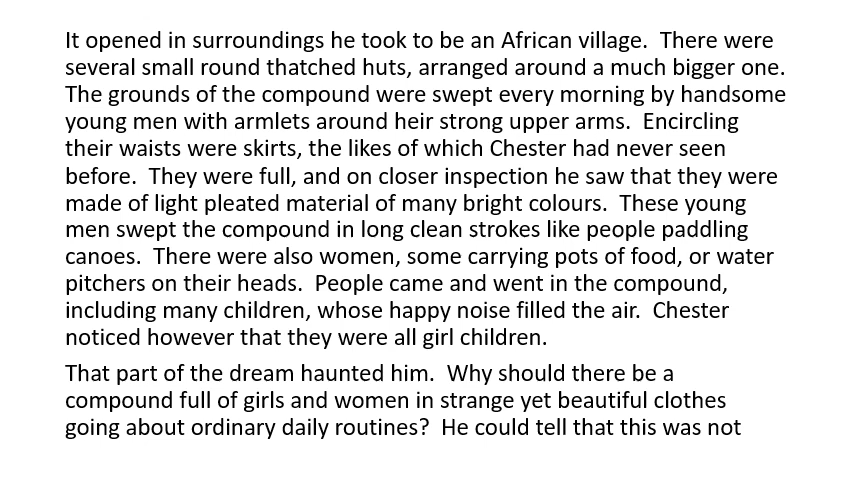 It opened in surroundings he took to be an African village.  There were
several small round thatched huts, arranged around a much bigger one.
The grounds of the compound were swept every morning by handsome
young men with armlets around heir strong upper arms.  Encircling
their waists were skirts, the likes of which Chester had never seen
before.  They were full, and on closer inspection he saw that they were
made of light pleated material of many bright colours.  These young
men swept the compound in long clean strokes like people paddling
canoes.  There were also women, some carrying pots of food, or water
pitchers on their heads.  People came and went in the compound,
including many children, whose happy noise filled the air.  Chester
noticed however that they were all girl children.
That part of the dream haunted him.  Why should there be a
compound full of girls and women in strange yet beautiful clothes
going about ordinary daily routines?  He could tell that this was not